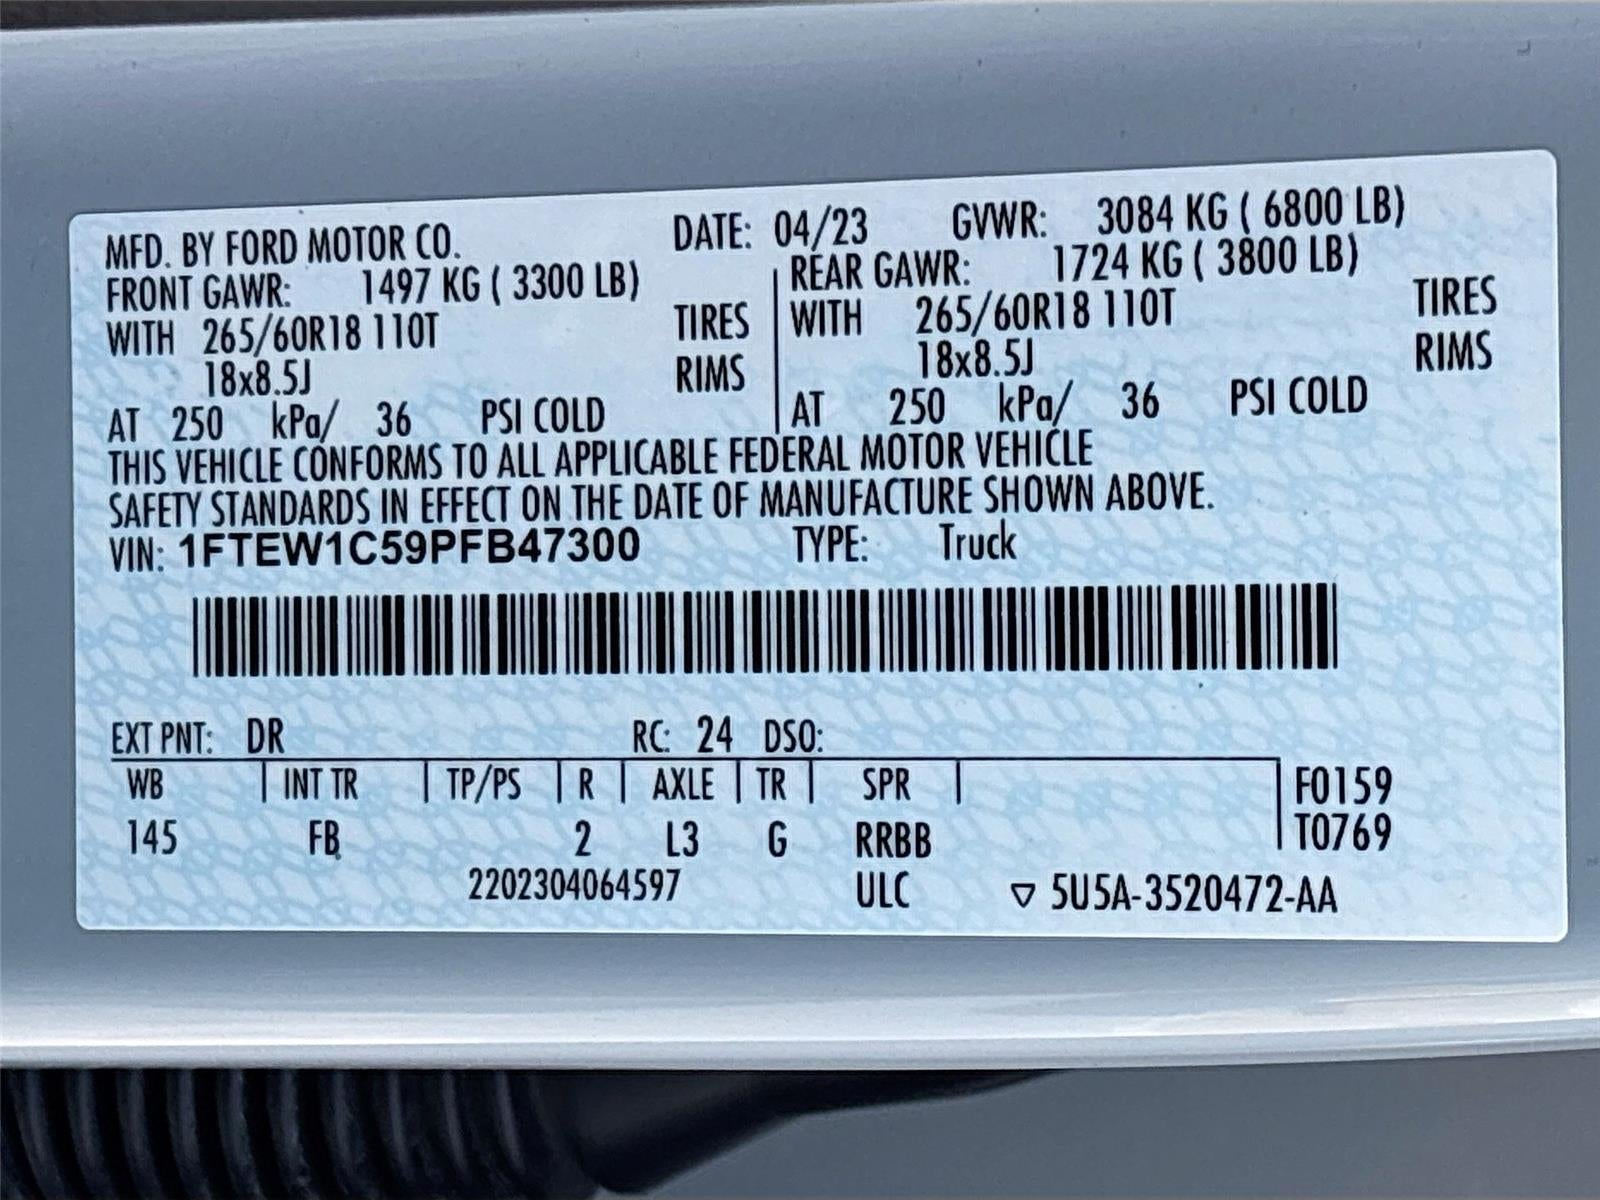 MFD. BY FORD MOTOR CO. DATE: 04/23 GVWR: 3084 KG ( 6800 LB)
FRONT GAWR: 1497 KG ( 3300 LB) REAR GAWR: 1724 KG ( 3800 LB)
WITH 265/60R18 110T TIRES WITH 265/60R18 110T TIRES
18x8.5J RIMS 18x8.5J RIMS
AT 250 kPa/ 36 PSI COLD AT 250 kPa/ 36 PSI COLD
THIS VEHICLE CONFORMS TO ALL APPLICABLE FEDERAL MOTOR VEHICLE
SAFETY STANDARDS IN EFFECT ON THE DATE OF MANUFACTURE SHOWN ABOVE.
VIN: 1FTEW1C59PFB47300 TYPE: Truck
EXT PNT: DR RC: 24 DSO:
WB INT TR TP/PS R AXLE TR SPR F0159
145 FB 2 L3 G RRBB T0769
2202304064597 ULC ▽ 5U5A-3520472-AA